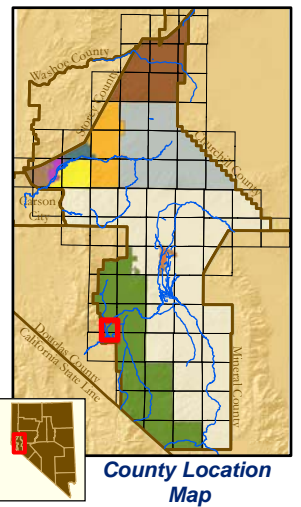 Washoe County
Storey County
Churchill County
Carson
City
Douglas County
California State Line
Mineral County
County Location
Map